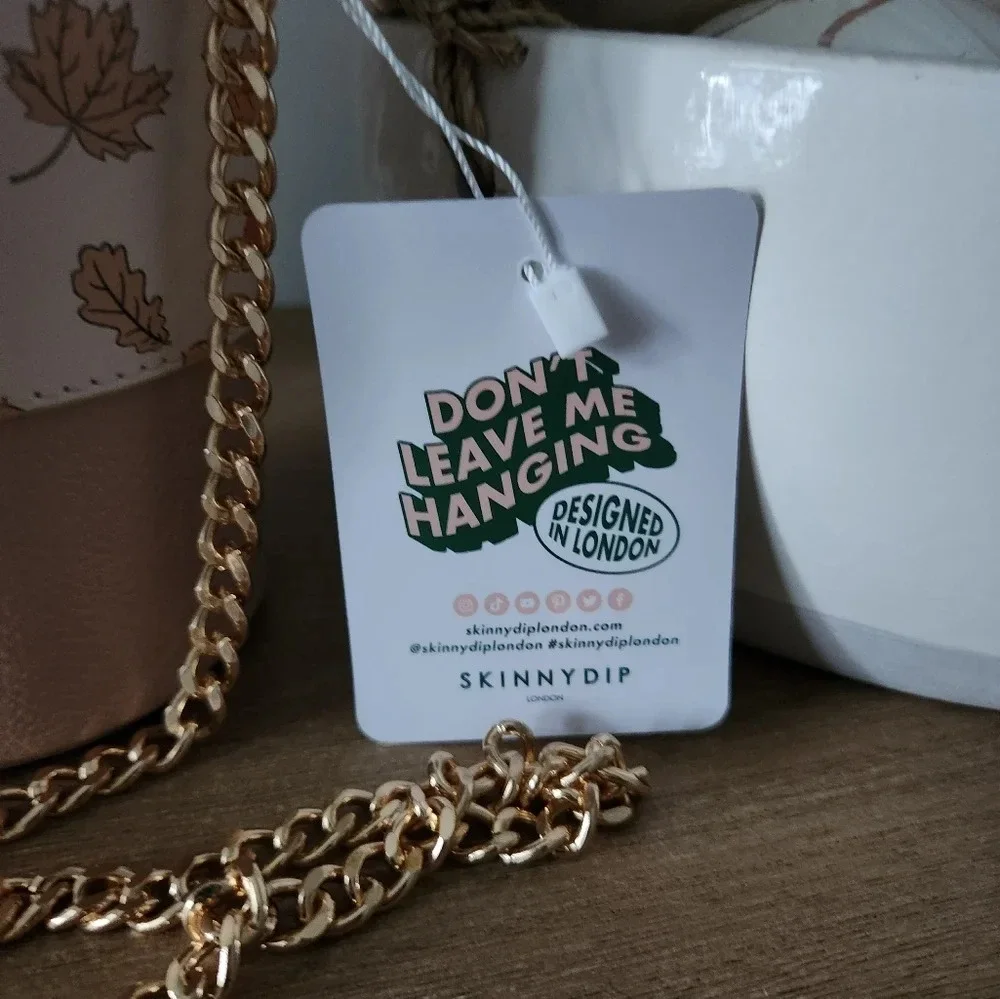 DON'T
LEAVE ME
HANGING
DESIGNED
IN LONDON
skinnydiplondon.com
@skinnydiplondon #skinnydiplondon
SKINNYDIP
LONDON